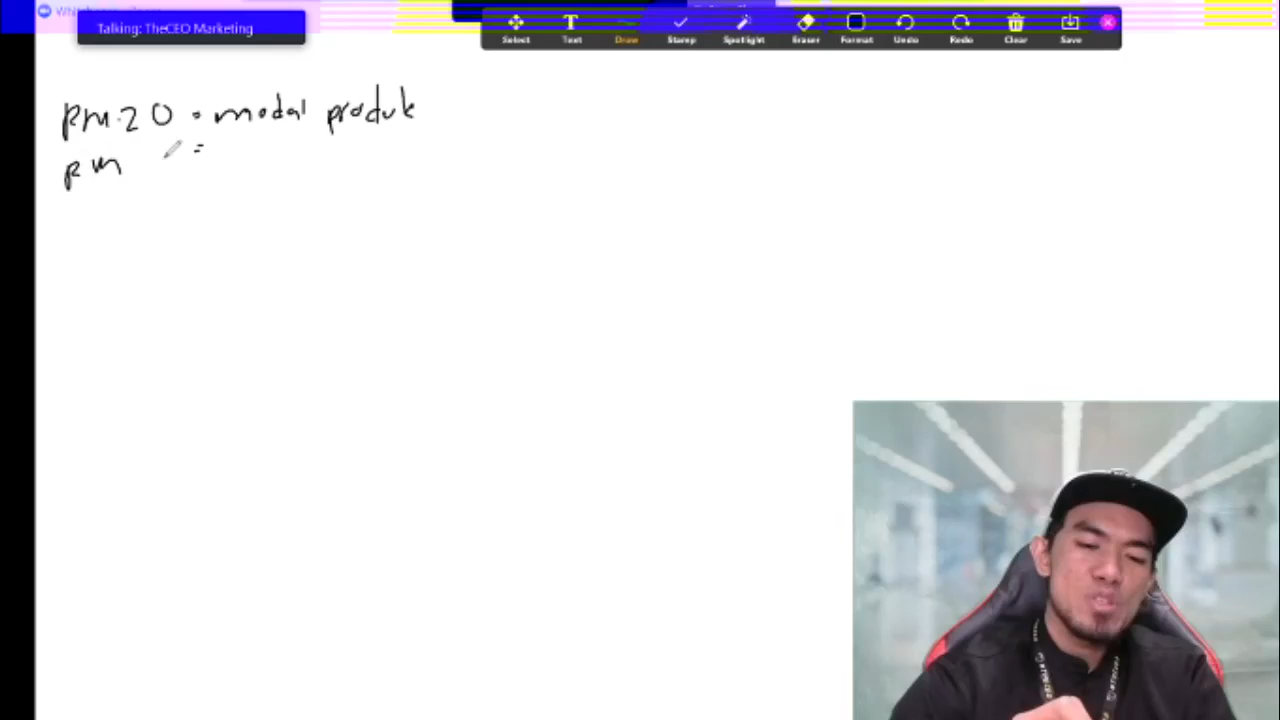 Talking: TheCEO Marketing
Select Text Draw Stamp Spotlight Eraser Format Undo Redo Clear Save
RM 20 = modal produk
RM =